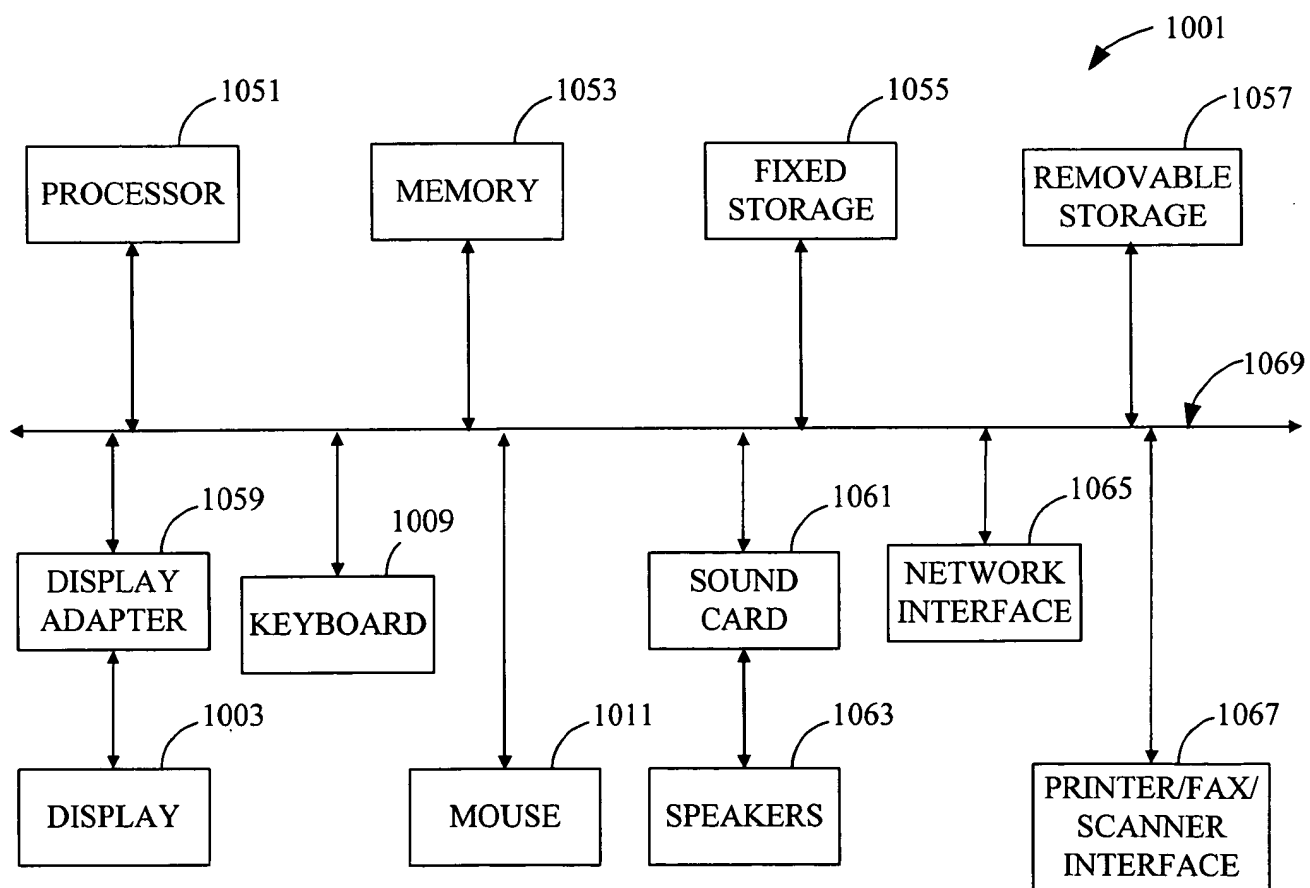 1001
1051
1053
1055
1057
PROCESSOR
MEMORY
FIXED
STORAGE
REMOVABLE
STORAGE
1069
1059
1009
1061
1065
DISPLAY
ADAPTER
KEYBOARD
SOUND
CARD
NETWORK
INTERFACE
1003
1011
1063
1067
DISPLAY
MOUSE
SPEAKERS
PRINTER/FAX/
SCANNER
INTERFACE